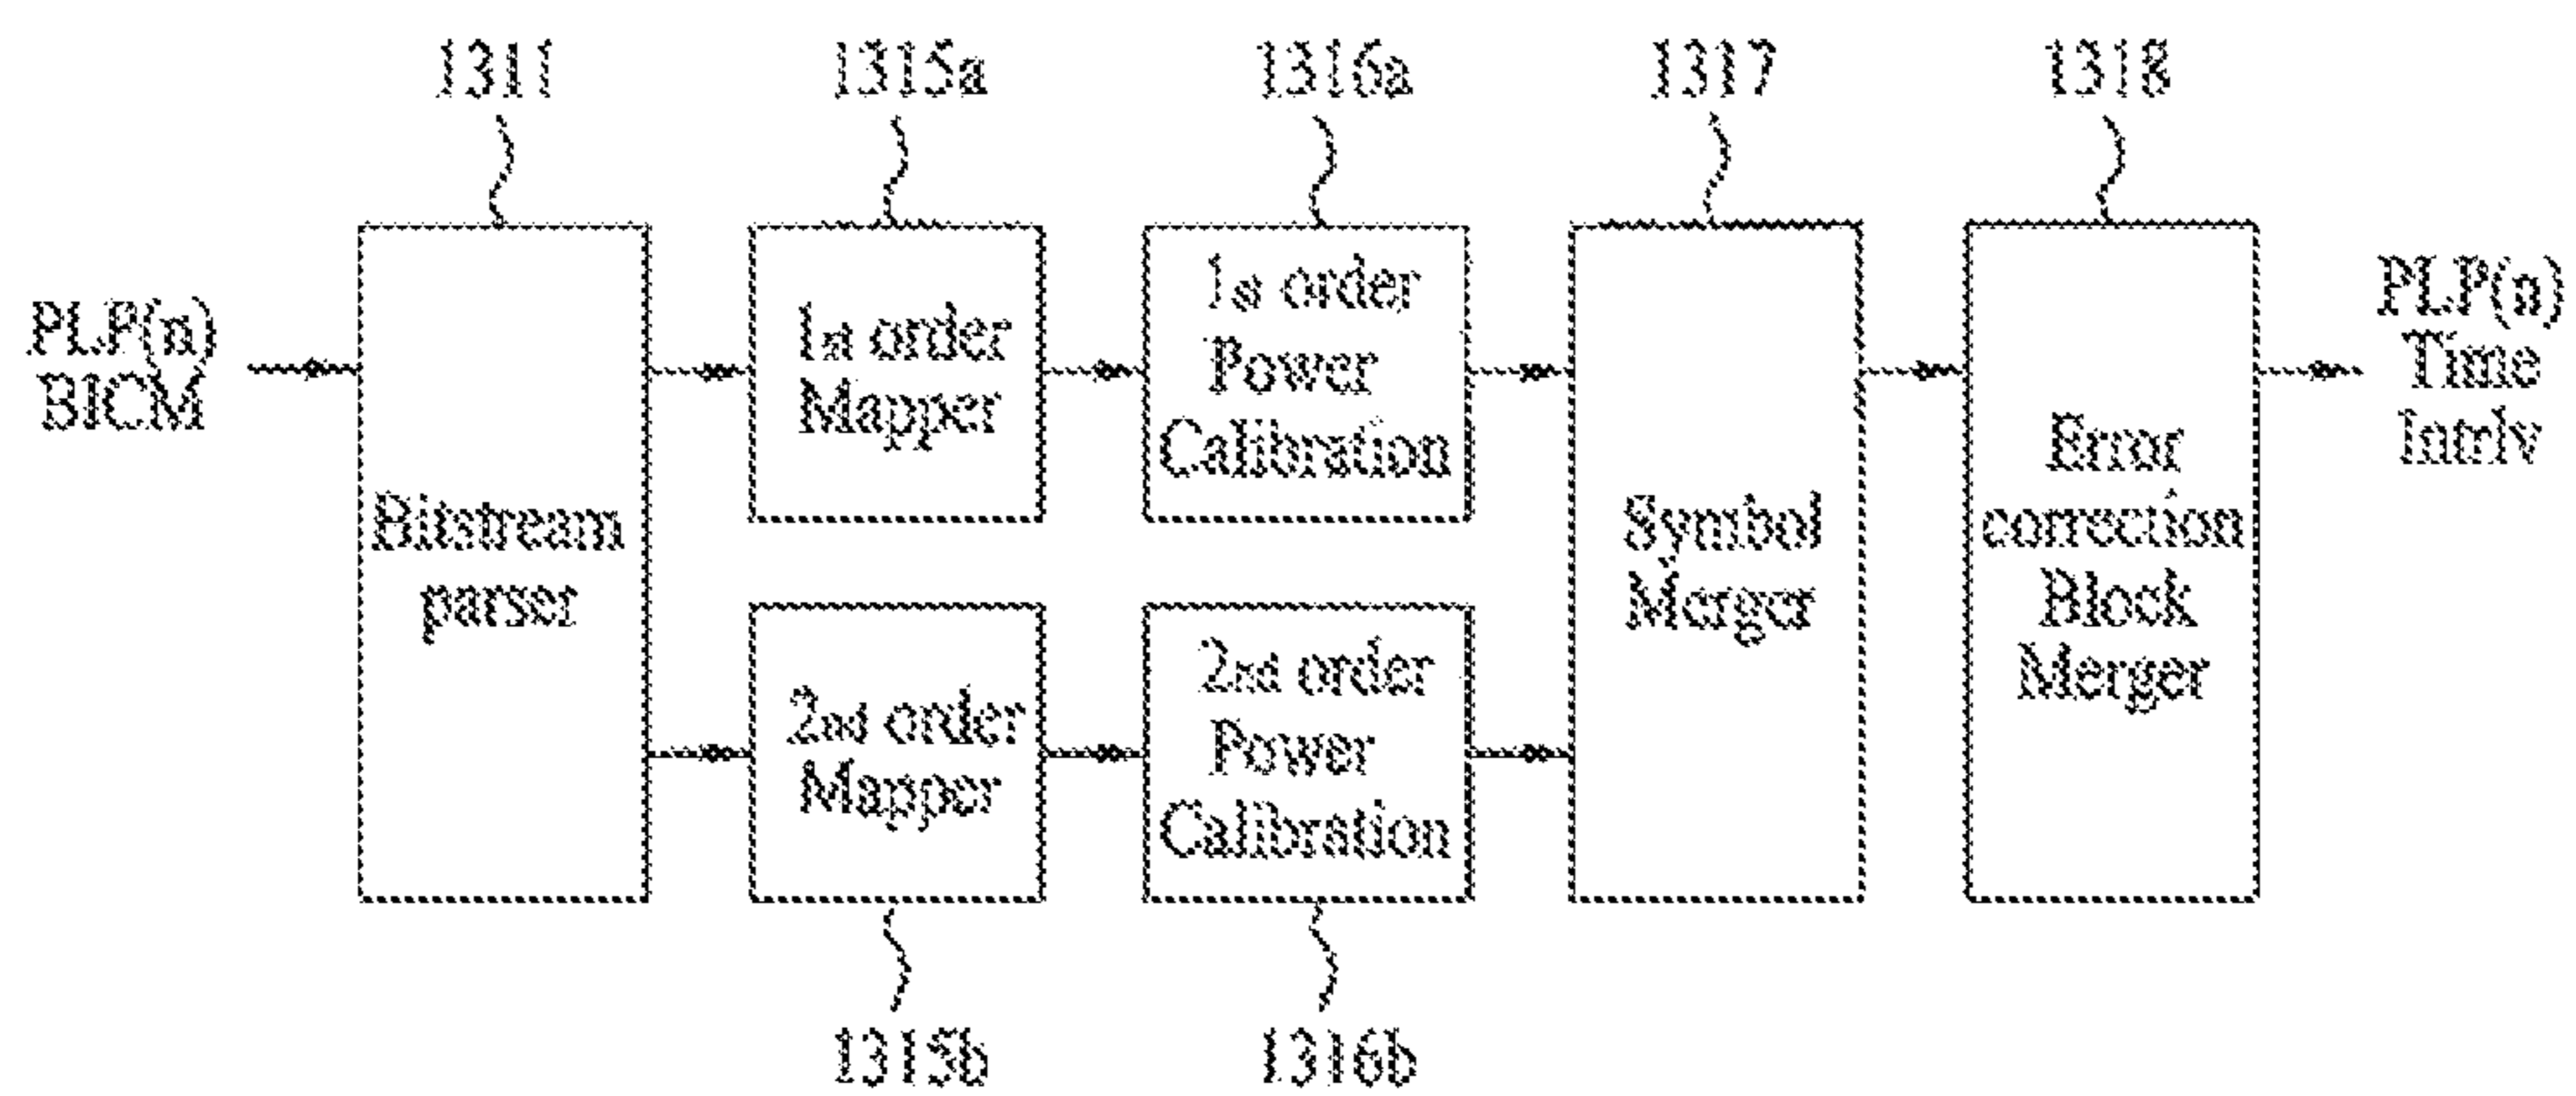 1311
1315a
1316a
1317
1318
PLP(n)
BICM
Bitstream
parser
1st order
Mapper
1st order
Power
Calibration
2nd order
Mapper
2nd order
Power
Calibration
Symbol
Merger
Error
correction
Block
Merger
PLP(n)
Time
Intrlv
1315b
1316b